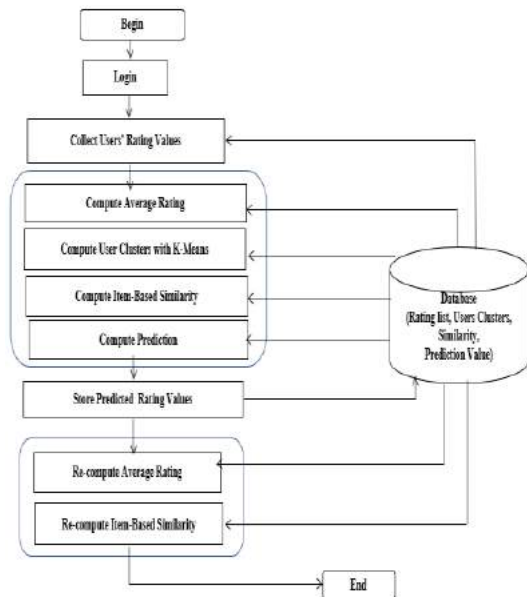 Begin
Login
Collect Users' Rating Values
Compute Average Rating
Compute User Clusters with K-Means
Compute Item-Based Similarity
Compute Prediction
Database
(Rating list, Users Clusters,
Similarity,
Prediction Value)
Store Predicted Rating Values
Re-compute Average Rating
Re-compute Item-Based Similarity
End